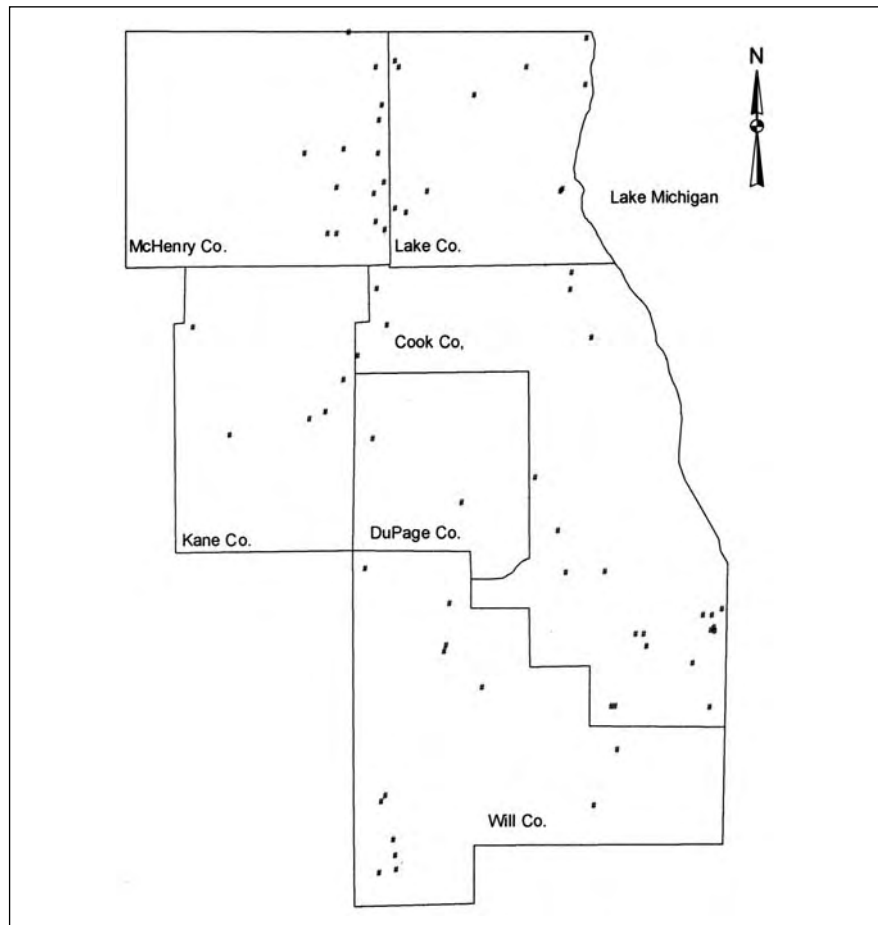 N
Lake Michigan
McHenry Co.
Lake Co.
Cook Co,
Kane Co.
DuPage Co.
Will Co.